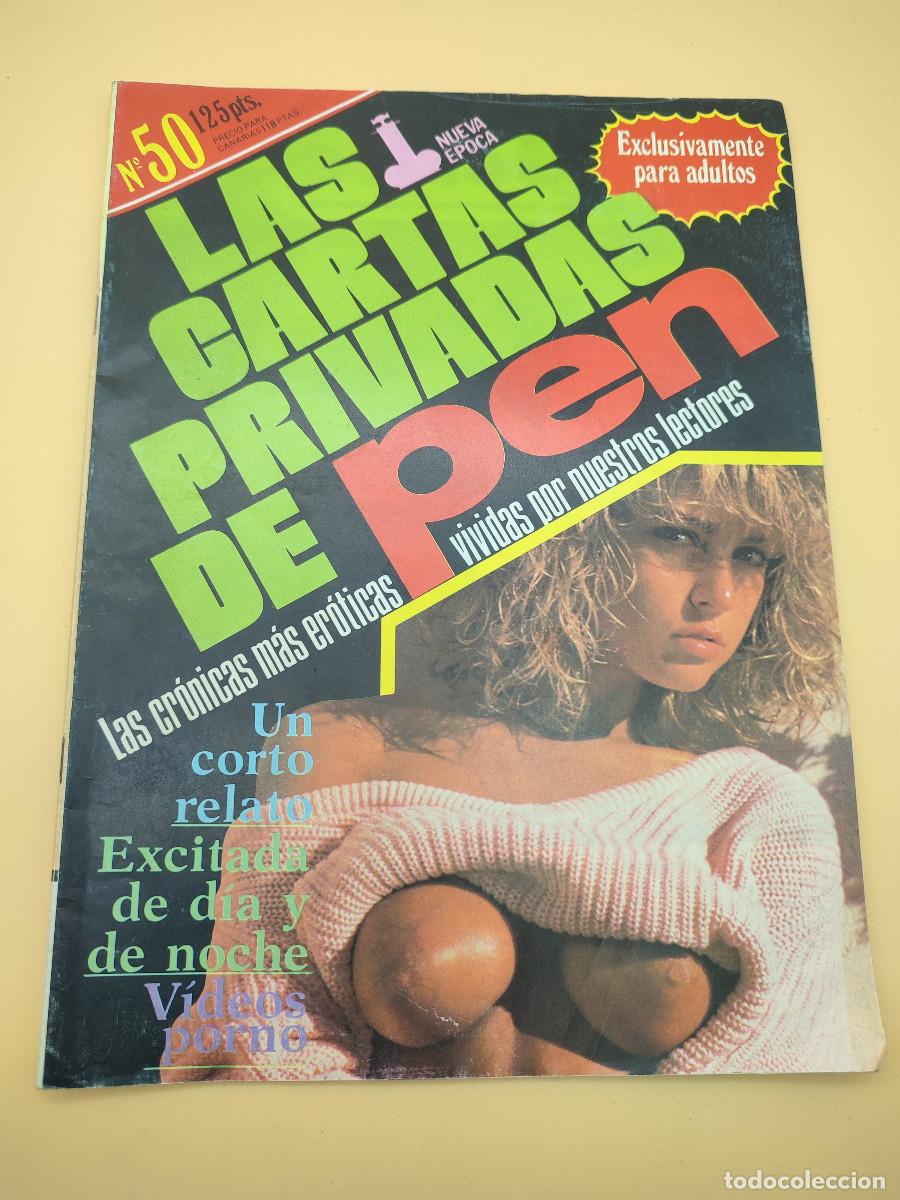 Nº 50
125 pts.
PRECIO PARA
CANARIAS 118 PTAS.
NUEVA
EPOCA
Exclusivamente
para adultos
LAS
CARTAS
PRIVADAS
DE pen
las crónicas más eróticas vividas por nuestros lectores
Un
corto
relato
Excitada
de día y
de noche
Vídeos
porno
todocoleccion